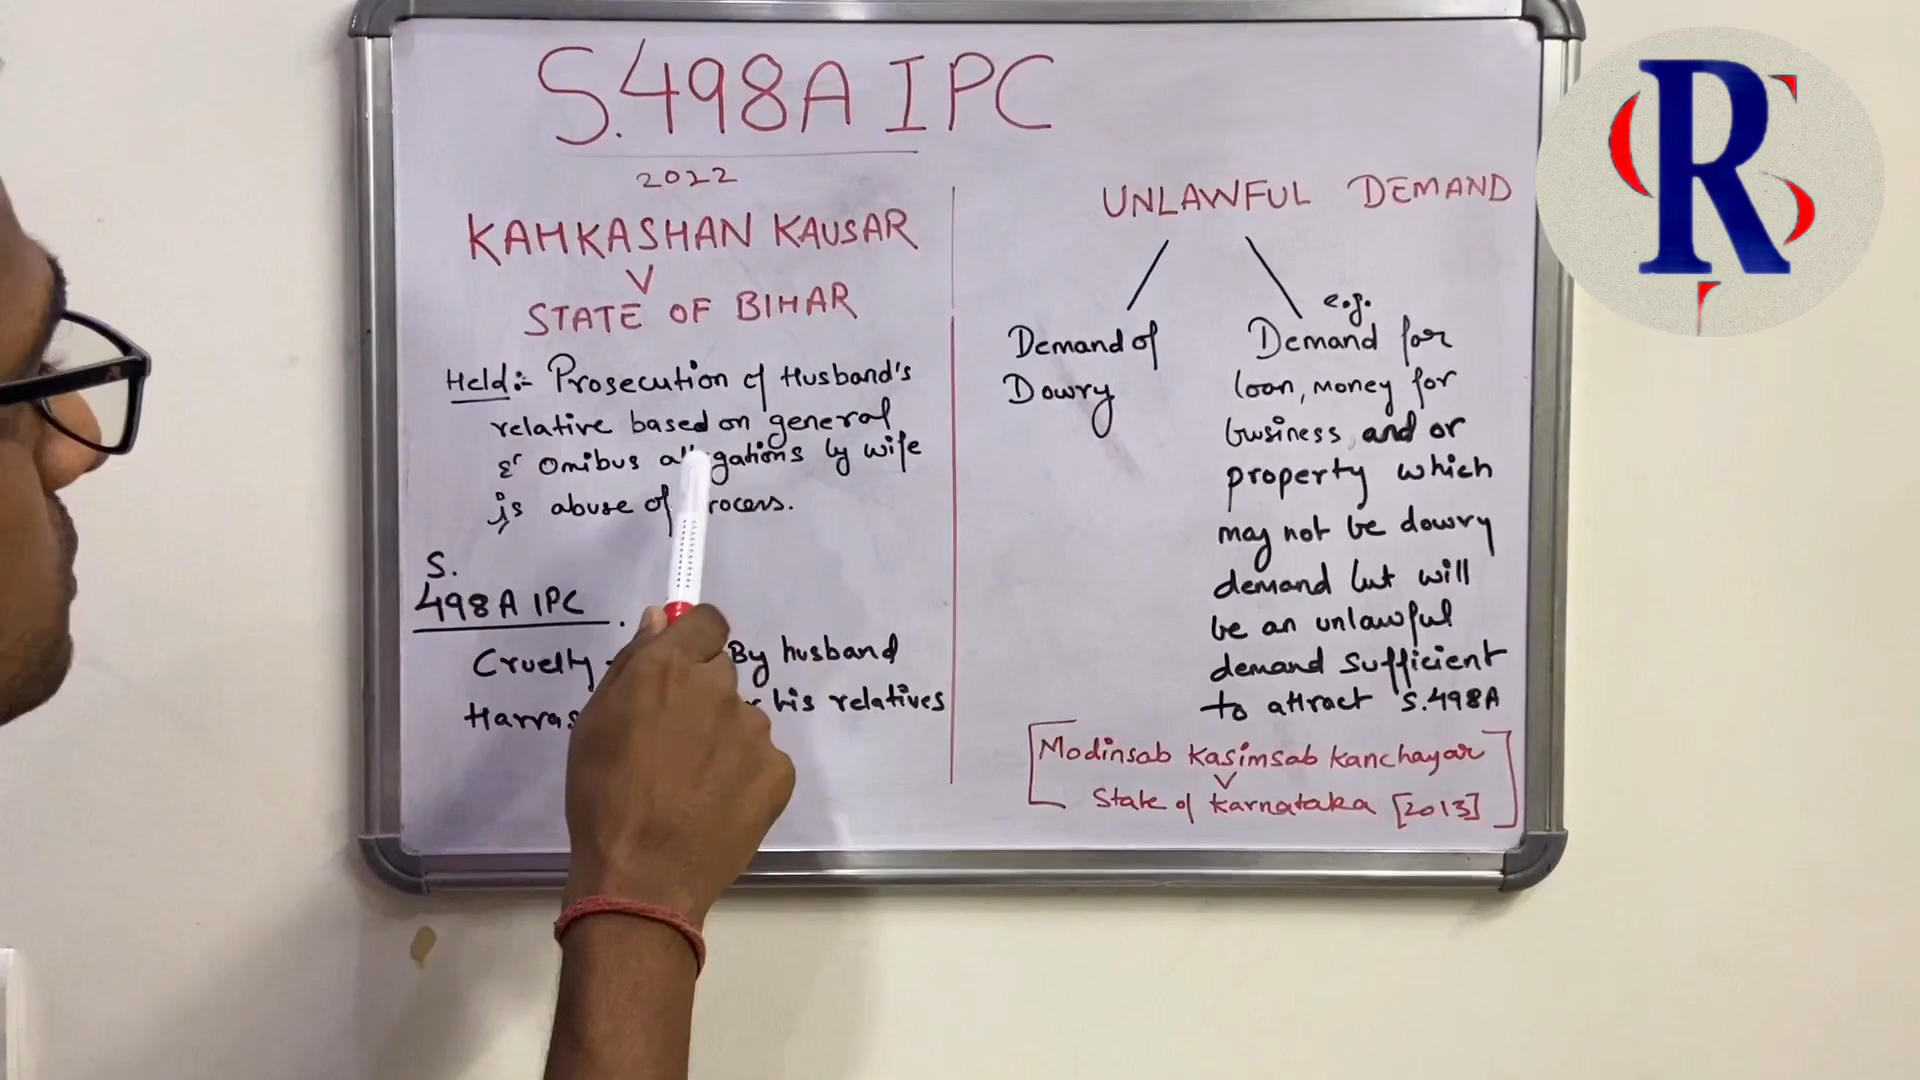 S.498A IPC
2022
KAHKASHAN KAUSAR
V
STATE OF BIHAR
Held:- Prosecution of Husband's
relative based on general
& Omibus by wife
is abuse of
S.
498A IPC
Cruelty
By husband
his relatives
UNLAWFUL DEMAND
Demand of
Dowry
e.g.
Demand for
loan, money for
business, and or
property which
may not be dowry
demand but will
be an unlawful
demand sufficient
to attract S.498A
[Modinsab Kasimsab Kanchayar
V
State of Karnataka [2013]]
R